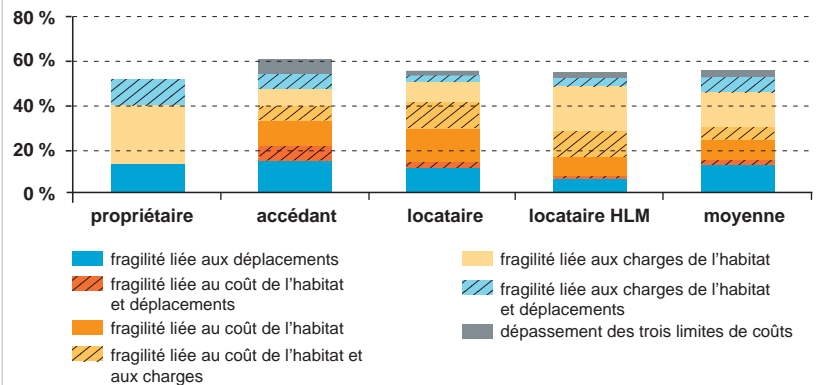 80 %
60 %
40 %
20 %
0 %
propriétaire
accédant
locataire
locataire HLM
moyenne
fragilité liée aux déplacements
fragilité liée au coût de l'habitat
et déplacements
fragilité liée au coût de l'habitat
fragilité liée au coût de l'habitat et
aux charges
fragilité liée aux charges de l'habitat
fragilité liée aux charges de l'habitat
et déplacements
dépassement des trois limites de coûts